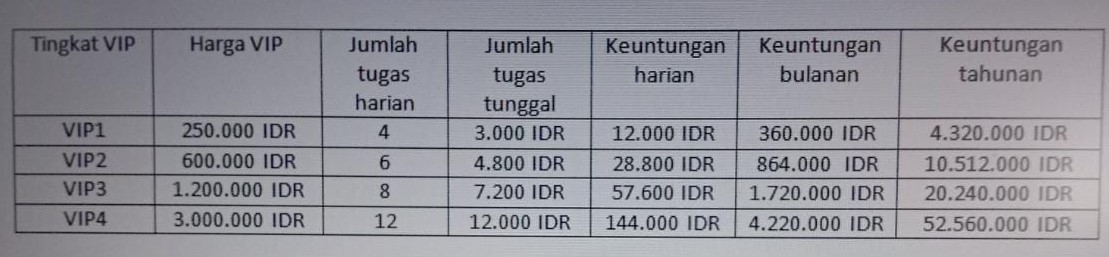 Tingkat VIP Harga VIP Jumlah tugas harian Jumlah tugas tunggal Keuntungan harian Keuntungan bulanan Keuntungan tahunan
VIP1 250.000 IDR 4 3.000 IDR 12.000 IDR 360.000 IDR 4.320.000 IDR
VIP2 600.000 IDR 6 4.800 IDR 28.800 IDR 864.000 IDR 10.512.000 IDR
VIP3 1.200.000 IDR 8 7.200 IDR 57.600 IDR 1.720.000 IDR 20.240.000 IDR
VIP4 3.000.000 IDR 12 12.000 IDR 144.000 IDR 4.220.000 IDR 52.560.000 IDR